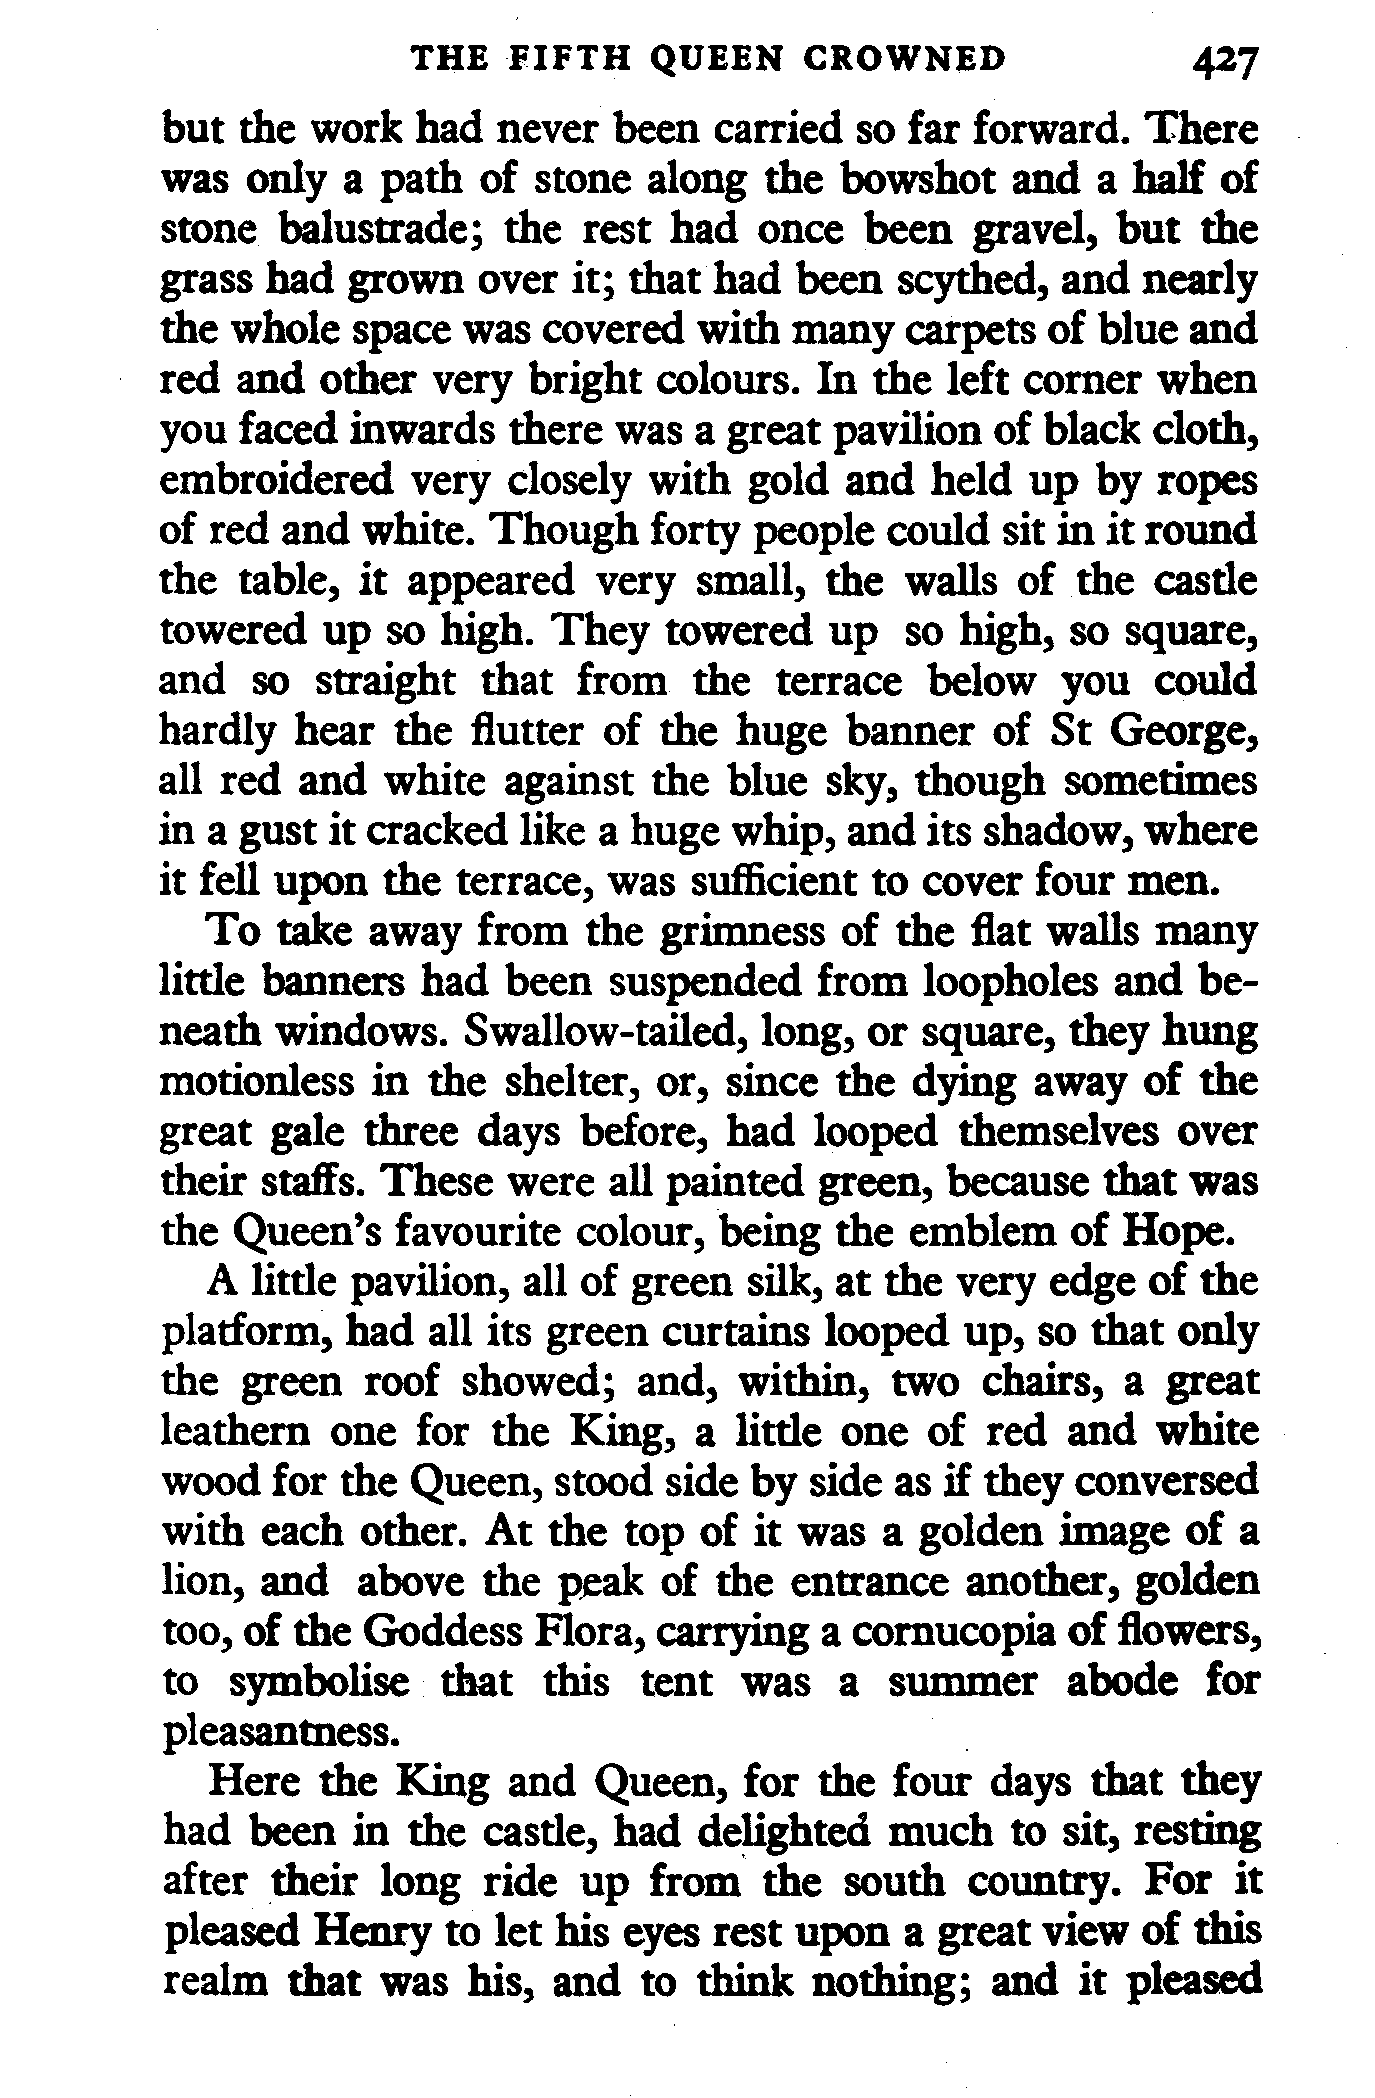 THE FIFTH QUEEN CROWNED 427
but the work had never been carried so far forward. There
was only a path of stone along the bowshot and a half of
stone balustrade; the rest had once been gravel, but the
grass had grown over it; that had been scythed, and nearly
the whole space was covered with many carpets of blue and
red and other very bright colours. In the left corner when
you faced inwards there was a great pavilion of black cloth,
embroidered very closely with gold and held up by ropes
of red and white. Though forty people could sit in it round
the table, it appeared very small, the walls of the castle
towered up so high. They towered up so high, so square,
and so straight that from the terrace below you could
hardly hear the flutter of the huge banner of St George,
all red and white against the blue sky, though sometimes
in a gust it cracked like a huge whip, and its shadow, where
it fell upon the terrace, was sufficient to cover four men.
To take away from the grimness of the flat walls many
little banners had been suspended from loopholes and be-
neath windows. Swallow-tailed, long, or square, they hung
motionless in the shelter, or, since the dying away of the
great gale three days before, had looped themselves over
their staffs. These were all painted green, because that was
the Queen's favourite colour, being the emblem of Hope.
A little pavilion, all of green silk, at the very edge of the
platform, had all its green curtains looped up, so that only
the green roof showed; and, within, two chairs, a great
leathern one for the King, a little one of red and white
wood for the Queen, stood side by side as if they conversed
with each other. At the top of it was a golden image of a
lion, and above the peak of the entrance another, golden
too, of the Goddess Flora, carrying a cornucopia of flowers,
to symbolise that this tent was a summer abode for
pleasantness.
Here the King and Queen, for the four days that they
had been in the castle, had delighted much to sit, resting
after their long ride up from the south country. For it
pleased Henry to let his eyes rest upon a great view of this
realm that was his, and to think nothing; and it pleased